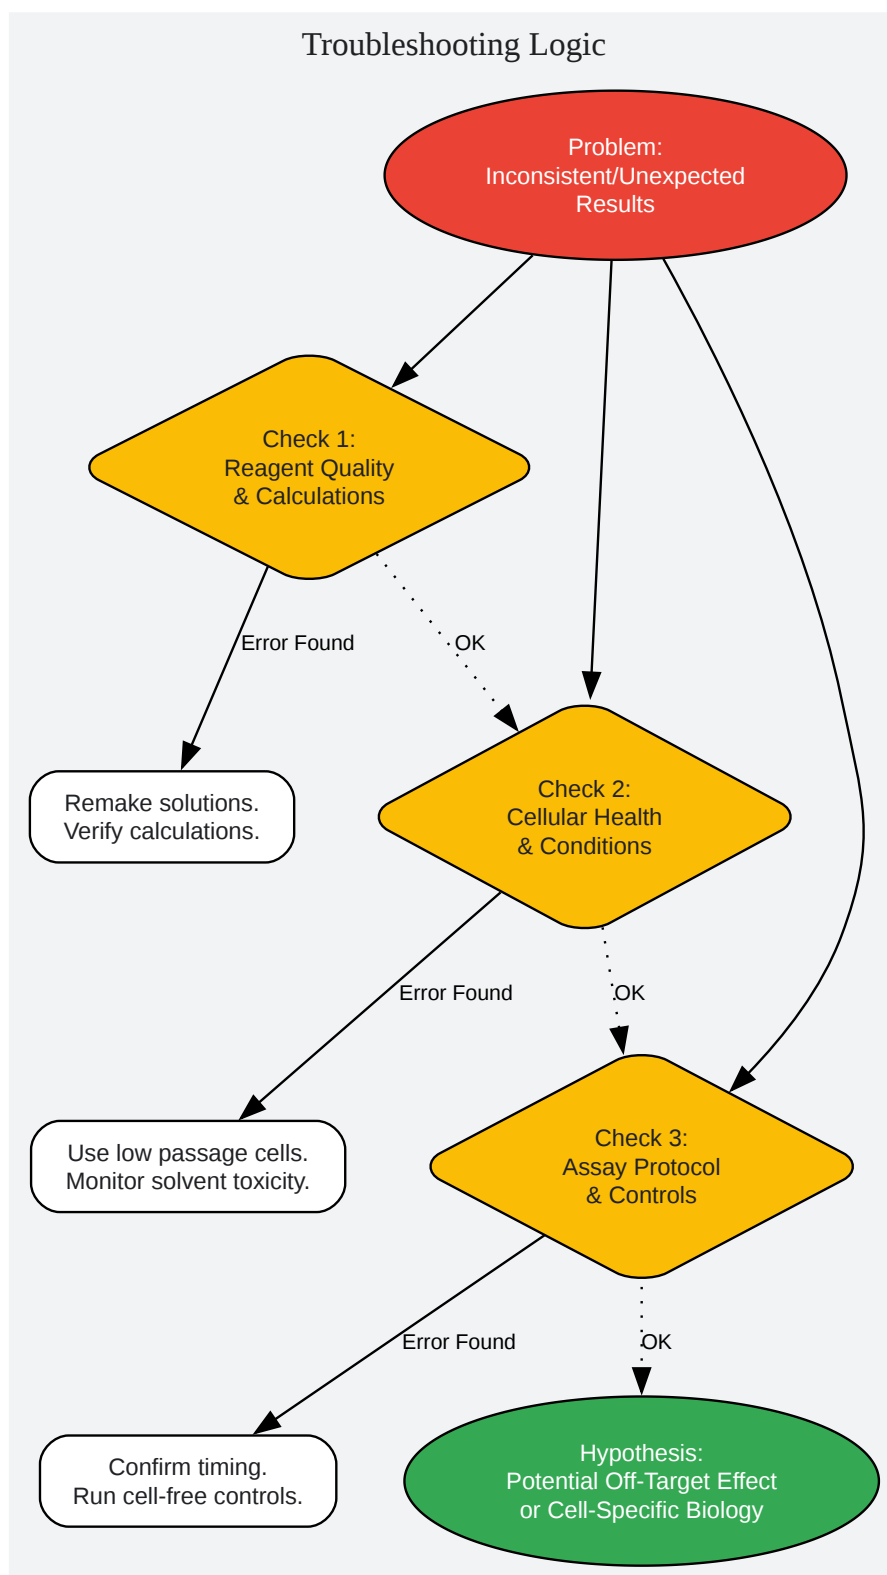 Troubleshooting Logic
Problem:
Inconsistent/Unexpected
Results
Check 1:
Reagent Quality
& Calculations
Error Found
OK
Remake solutions.
Verify calculations.
Check 2:
Cellular Health
& Conditions
Error Found
OK
Use low passage cells.
Monitor solvent toxicity.
Check 3:
Assay Protocol
& Controls
Error Found
OK
Confirm timing.
Run cell-free controls.
Hypothesis:
Potential Off-Target Effect
or Cell-Specific Biology